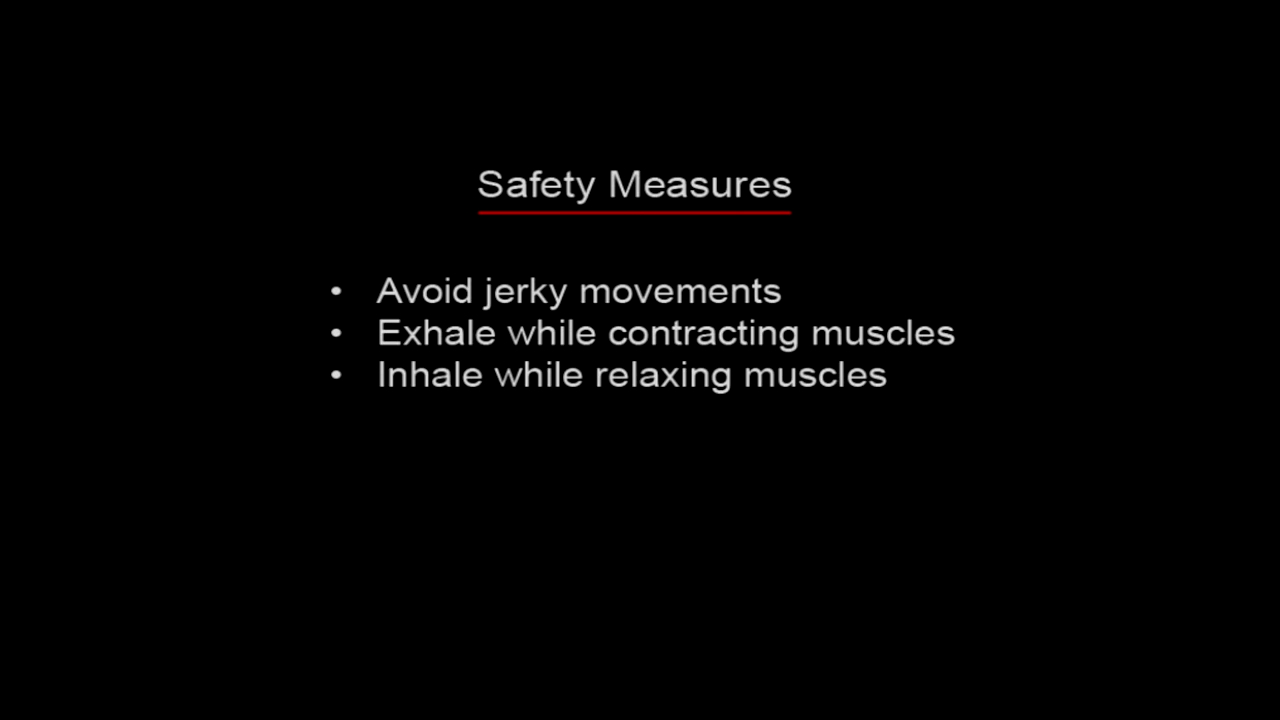 Safety Measures
• Avoid jerky movements
• Exhale while contracting muscles
• Inhale while relaxing muscles